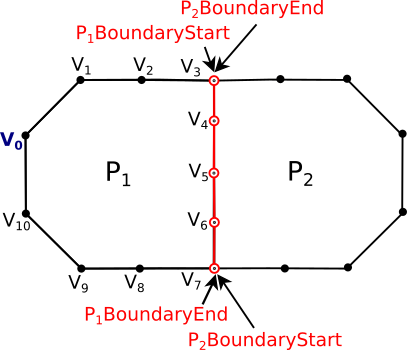 P₂BoundaryEnd
P₁BoundaryStart
V₁ V₂ V₃
V₄
V₀
P₁ V₅ P₂
V₆
V₁₀
V₉ V₈ V₇
P₁BoundaryEnd
P₂BoundaryStart